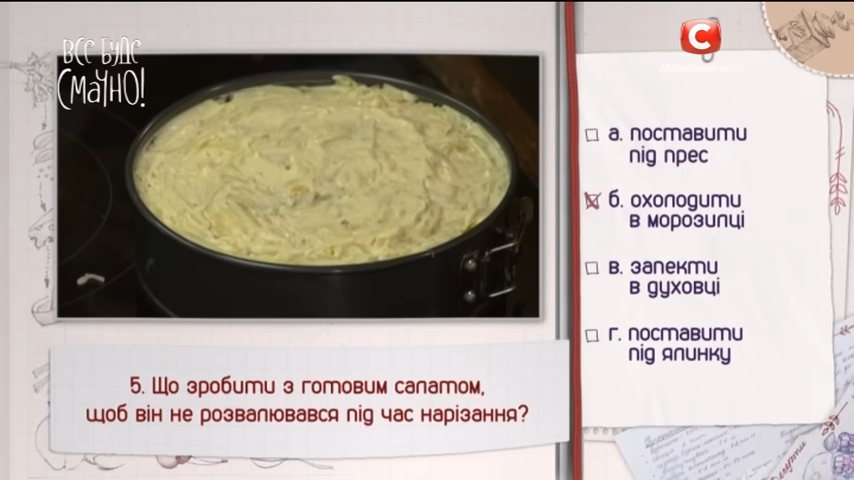 ВСЕ БУДЕ
СМАЧНО!
С
а. поставити
під прес
б. охолодити
в морозилці
в. запекти
в духовці
г. поставити
під ялинку
5. Що зробити з готовим салатом,
щоб він не розвалювався під час нарізання?